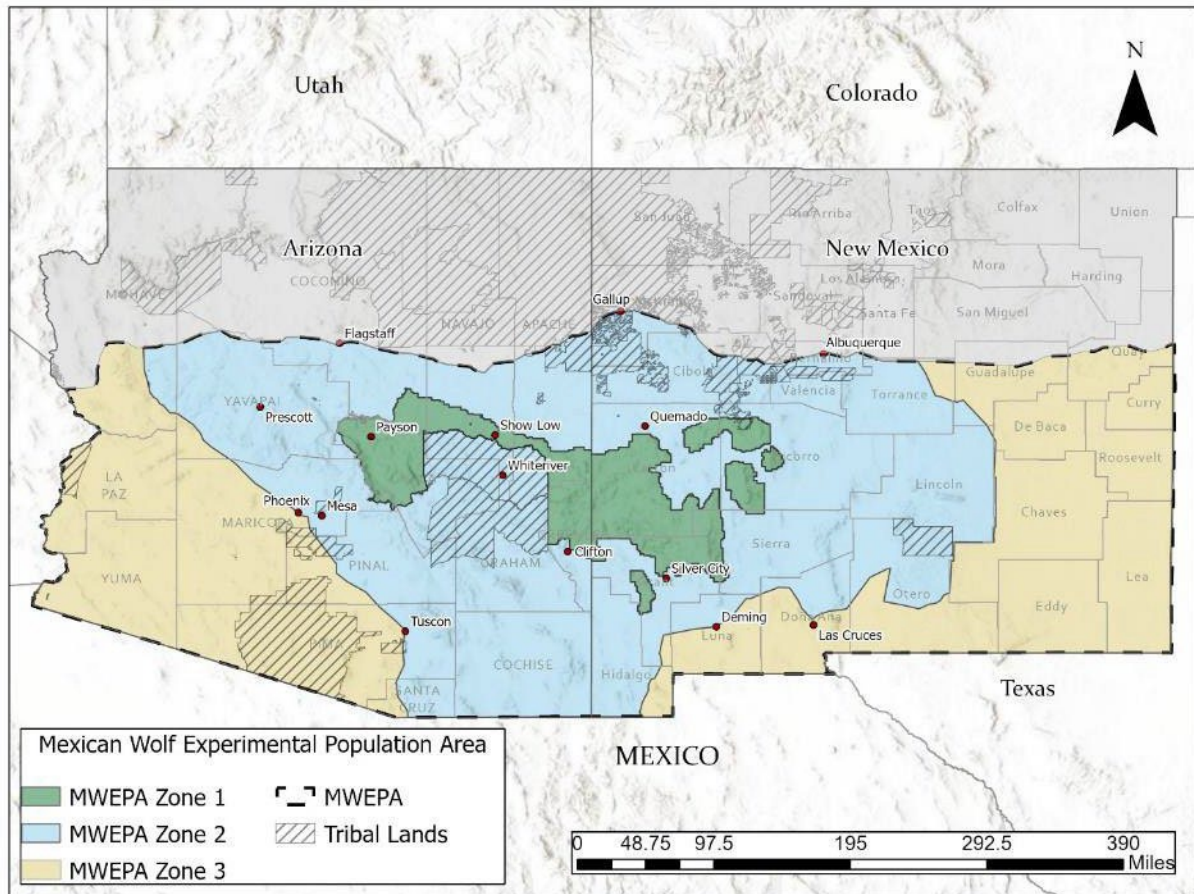 Utah
Colorado
N
Arizona
New Mexico
San Juan
Rio Arriba
Taos
Colfax
Union
MOHAVE
COCONINO
NAVAJO
APACHE
Los Alamos
Mora
Harding
Gallup
McKinley
Sandoval
Santa Fe
San Miguel
Flagstaff
Albuquerque
Bernalillo
Quay
Cibola
Guadalupe
YAVAPAI
Prescott
Valencia
Torrance
Curry
Payson
Show Low
Quemado
De Baca
Whiteriver
Socorro
Roosevelt
LA
PAZ
Lincoln
Phoenix
Mesa
MARICOPA
Chaves
Clifton
Sierra
PINAL
GRAHAM
YUMA
Silver City
Lea
Otero
Eddy
Deming
Dona Ana
Las Cruces
Tuscon
Luna
PIMA
COCHISE
Hidalgo
SANTA
CRUZ
Texas
MEXICO
Mexican Wolf Experimental Population Area
MWEPA Zone 1
MWEPA
MWEPA Zone 2
Tribal Lands
MWEPA Zone 3
0 48.75 97.5 195 292.5 390
Miles